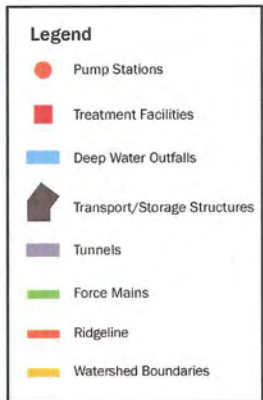 Legend
Pump Stations
Treatment Facilities
Deep Water Outfalls
Transport/Storage Structures
Tunnels
Force Mains
Ridgeline
Watershed Boundaries